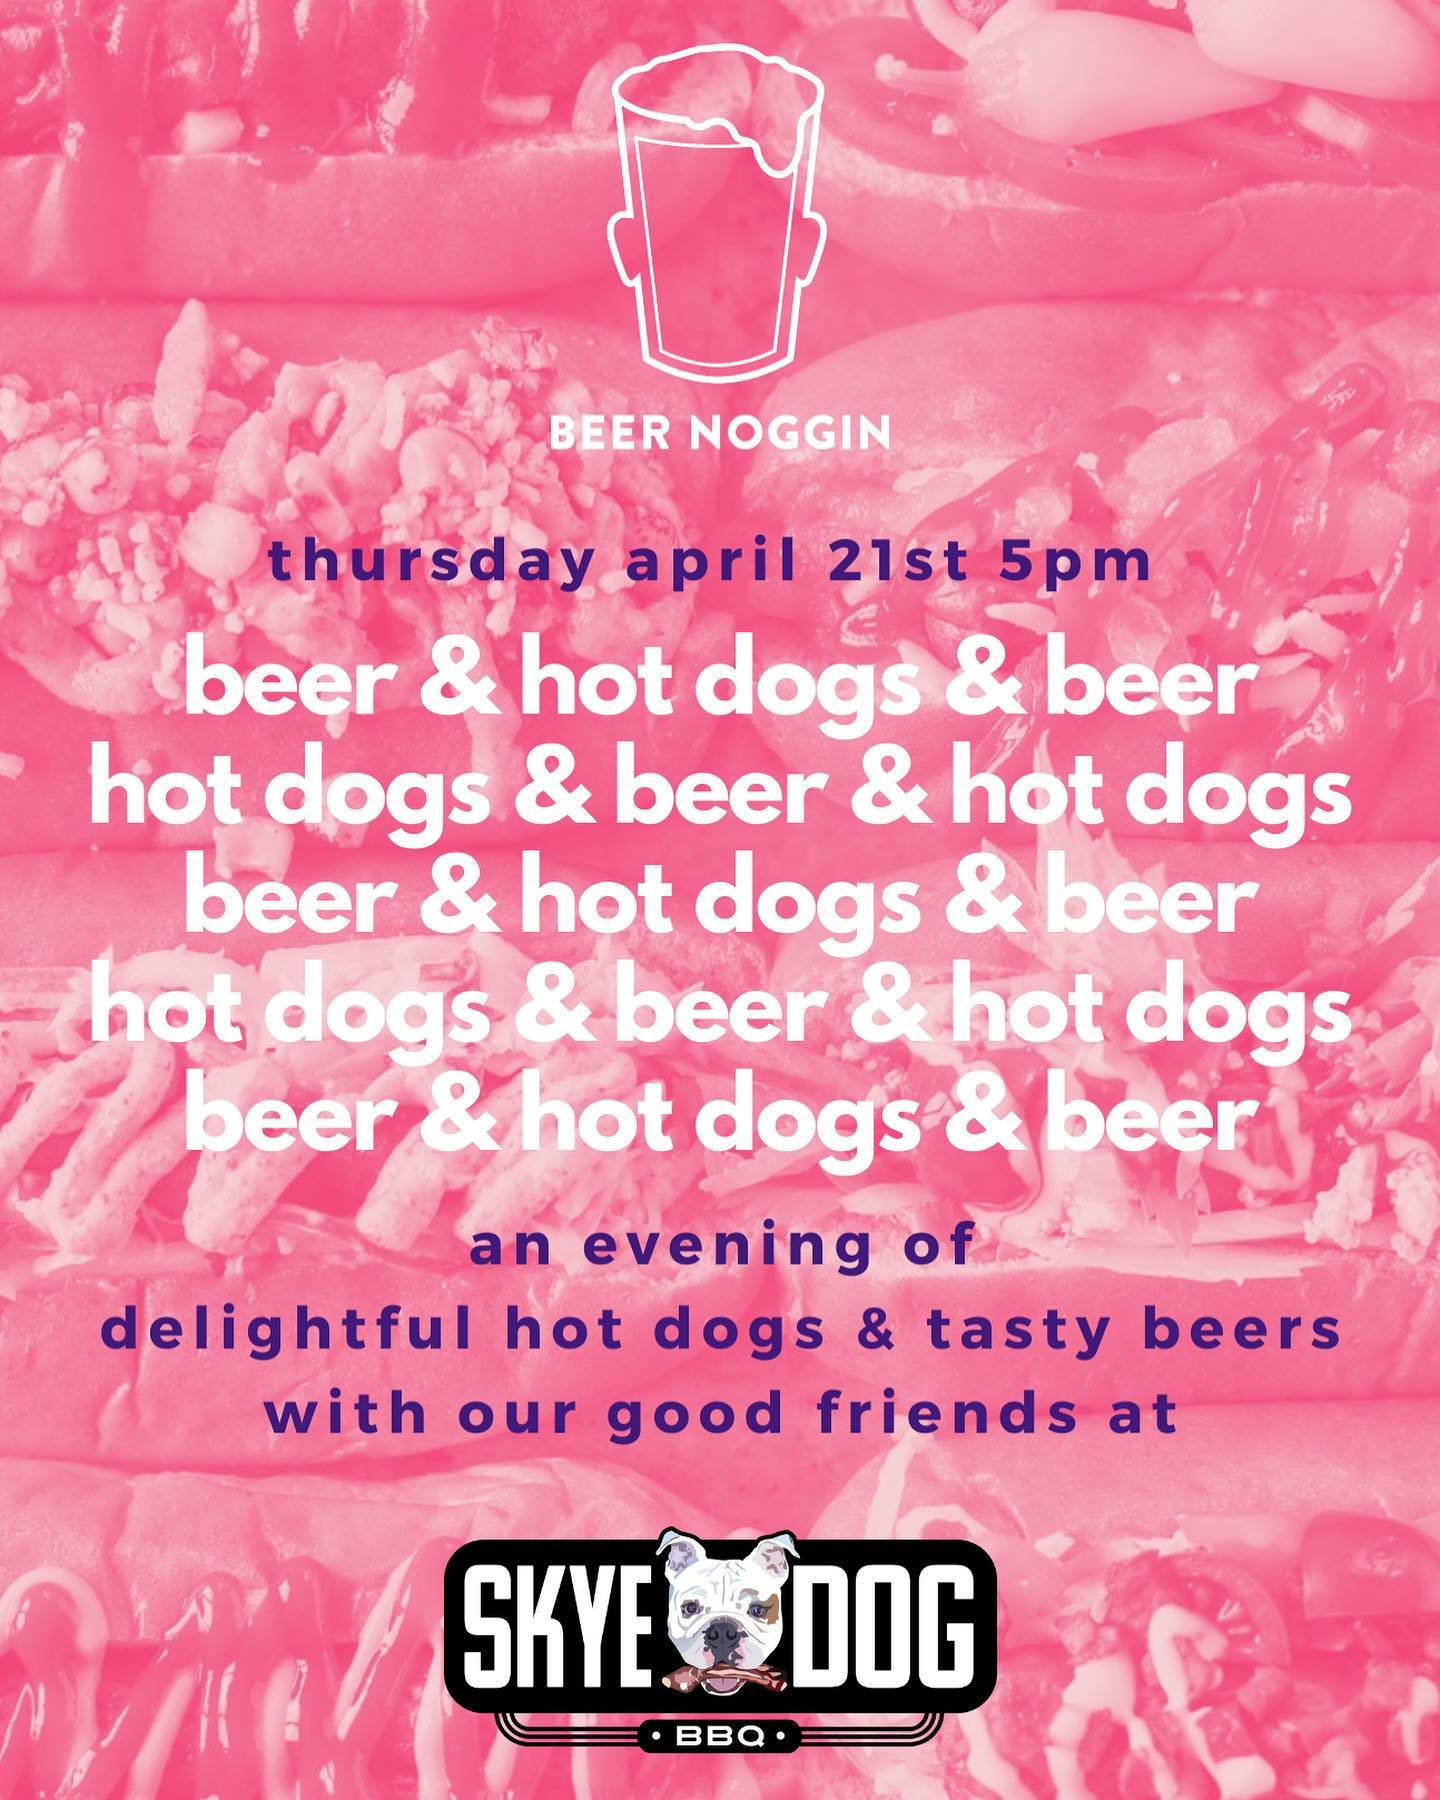 BEER NOGGIN
thursday april 21st 5pm
beer & hot dogs & beer
hot dogs & beer & hot dogs
beer & hot dogs & beer
hot dogs & beer & hot dogs
beer & hot dogs & beer
an evening of
delightful hot dogs & tasty beers
with our good friends at
SKYE DOG
• BBQ •